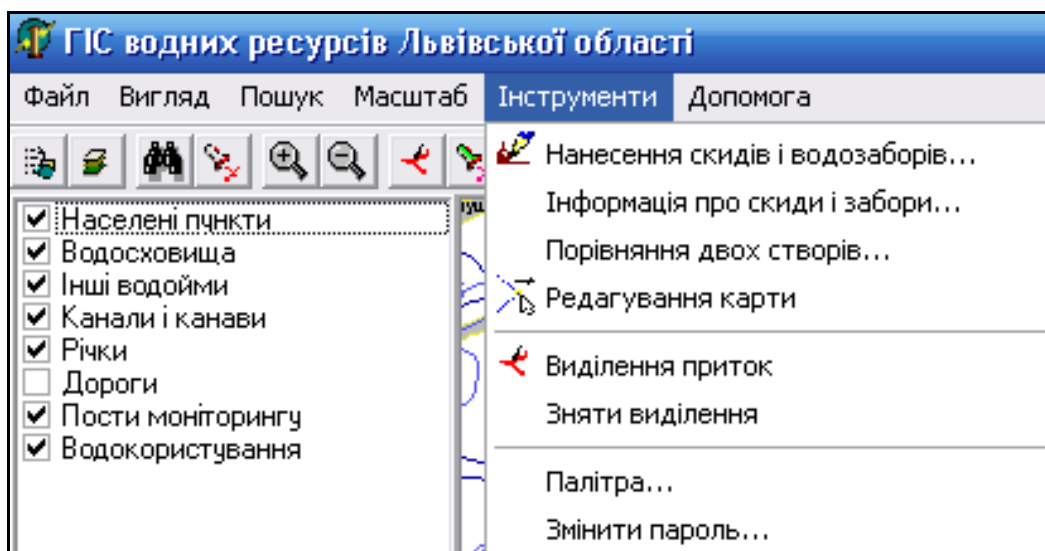 ГІС водних ресурсів Львівської області
Файл Вигляд Пошук Масштаб Інструменти Допомога
Нанесення скидів і водозаборів...
Інформація про скиди і забори...
Порівняння двох створів...
Редагування карти
Виділення приток
Зняти виділення
Палітра...
Змінити пароль...
Населені пункти
Водосховища
Інші водойми
Канали і канави
Річки
Дороги
Пости моніторингу
Водокористування